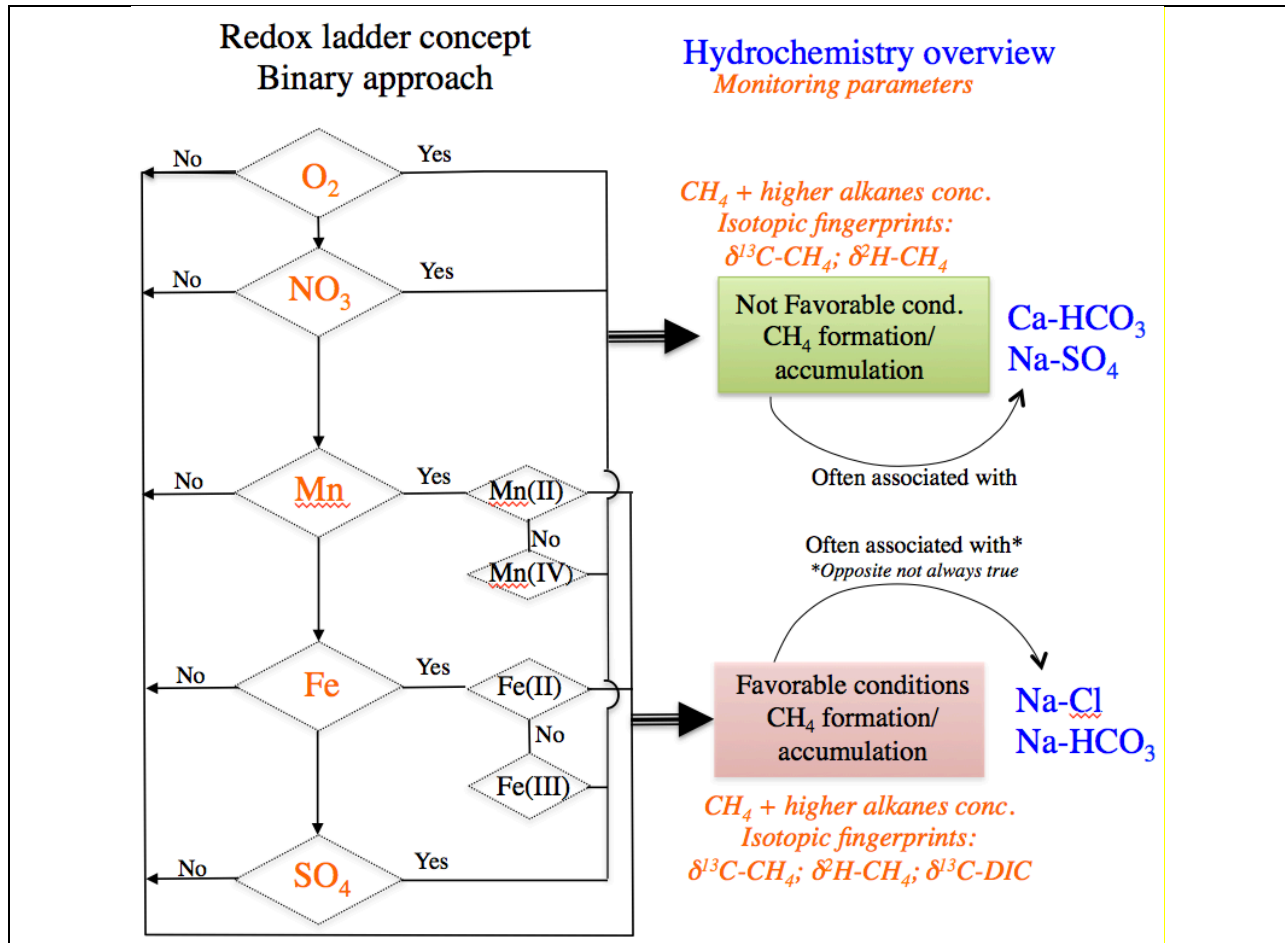 Redox ladder concept
Binary approach
Hydrochemistry overview
Monitoring parameters
No
O₂
Yes
No
NO₃
Yes
No
Mn
Yes
Mn(II)
No
Mn(IV)
No
Fe
Yes
Fe(II)
No
Fe(III)
No
SO₄
Yes
CH₄ + higher alkanes conc.
Isotopic fingerprints:
δ¹³C-CH₄; δ²H-CH₄
Not Favorable cond.
CH₄ formation/
accumulation
Ca-HCO₃
Na-SO₄
Often associated with
Often associated with*
*Opposite not always true
Favorable conditions
CH₄ formation/
accumulation
Na-Cl
Na-HCO₃
CH₄ + higher alkanes conc.
Isotopic fingerprints:
δ¹³C-CH₄; δ²H-CH₄; δ¹³C-DIC